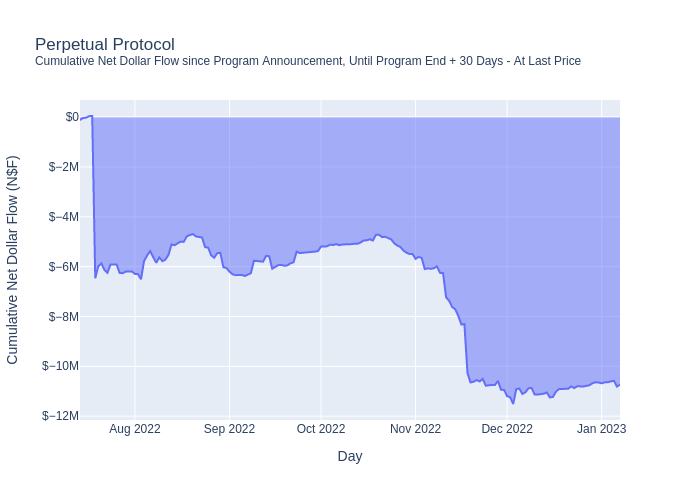 Perpetual Protocol
Cumulative Net Dollar Flow since Program Announcement, Until Program End + 30 Days - At Last Price
Cumulative Net Dollar Flow (N$F)
$0
$−2M
$−4M
$−6M
$−8M
$−10M
$−12M
Aug 2022 Sep 2022 Oct 2022 Nov 2022 Dec 2022 Jan 2023
Day